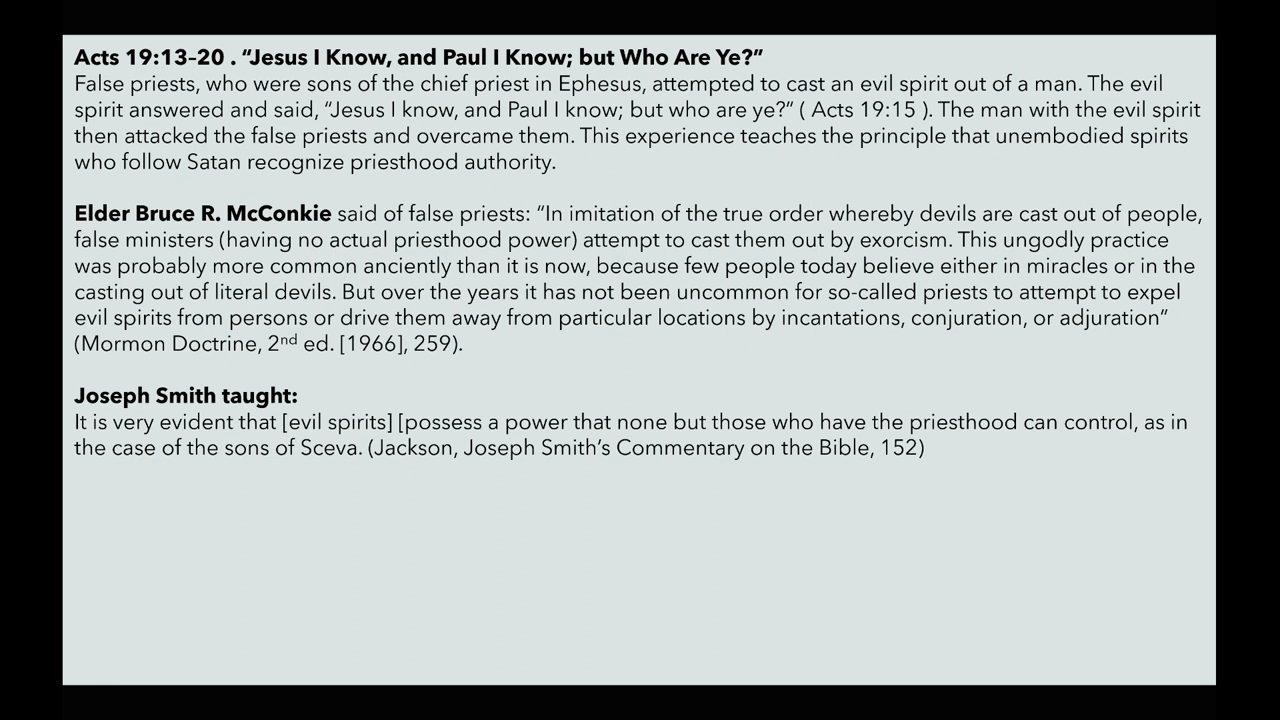 Acts 19:13–20 . “Jesus I Know, and Paul I Know; but Who Are Ye?”
False priests, who were sons of the chief priest in Ephesus, attempted to cast an evil spirit out of a man. The evil
spirit answered and said, “Jesus I know, and Paul I know; but who are ye?” ( Acts 19:15 ). The man with the evil spirit
then attacked the false priests and overcame them. This experience teaches the principle that unembodied spirits
who follow Satan recognize priesthood authority.
Elder Bruce R. McConkie said of false priests: “In imitation of the true order whereby devils are cast out of people,
false ministers (having no actual priesthood power) attempt to cast them out by exorcism. This ungodly practice
was probably more common anciently than it is now, because few people today believe either in miracles or in the
casting out of literal devils. But over the years it has not been uncommon for so-called priests to attempt to expel
evil spirits from persons or drive them away from particular locations by incantations, conjuration, or adjuration”
(Mormon Doctrine, 2nd ed. [1966], 259).
Joseph Smith taught:
It is very evident that [evil spirits] [possess a power that none but those who have the priesthood can control, as in
the case of the sons of Sceva. (Jackson, Joseph Smith’s Commentary on the Bible, 152)